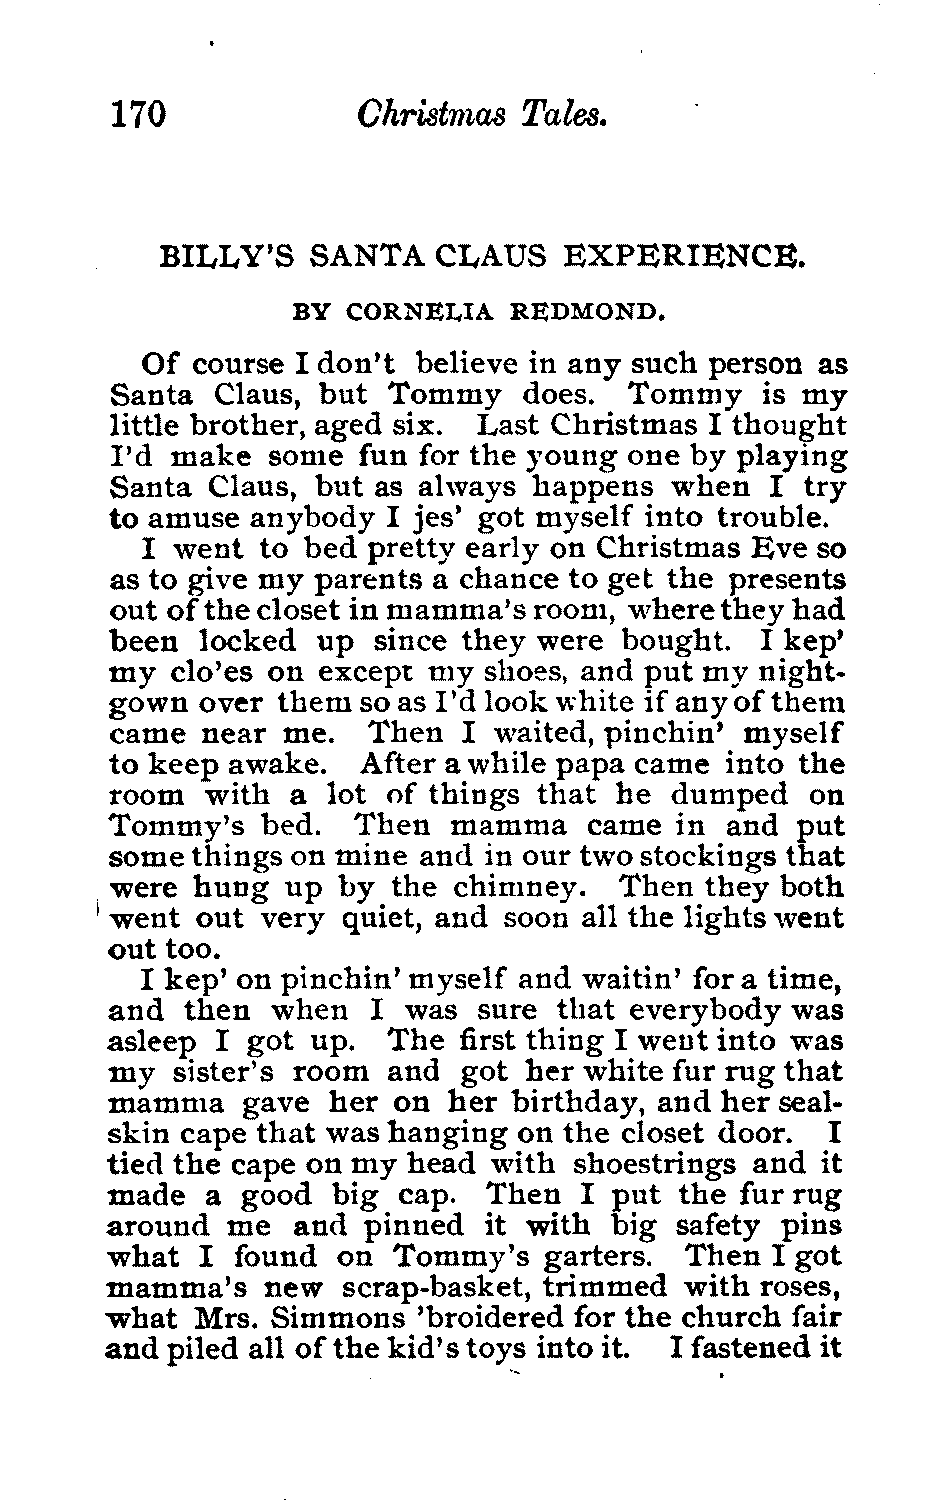 170 Christmas Tales.
BILLY'S SANTA CLAUS EXPERIENCE.
BY CORNELIA REDMOND.
Of course I don't believe in any such person as
Santa Claus, but Tommy does. Tommy is my
little brother, aged six. Last Christmas I thought
I'd make some fun for the young one by playing
Santa Claus, but as always happens when I try
to amuse anybody I jes' got myself into trouble.
I went to bed pretty early on Christmas Eve so
as to give my parents a chance to get the presents
out of the closet in mamma's room, where they had
been locked up since they were bought. I kep'
my clo'es on except my shoes, and put my night-
gown over them so as I'd look white if any of them
came near me. Then I waited, pinchin' myself
to keep awake. After a while papa came into the
room with a lot of things that he dumped on
Tommy's bed. Then mamma came in and put
some things on mine and in our two stockings that
were hung up by the chimney. Then they both
went out very quiet, and soon all the lights went
out too.
I kep' on pinchin' myself and waitin' for a time,
and then when I was sure that everybody was
asleep I got up. The first thing I went into was
my sister's room and got her white fur rug that
mamma gave her on her birthday, and her seal-
skin cape that was hanging on the closet door. I
tied the cape on my head with shoestrings and it
made a good big cap. Then I put the fur rug
around me and pinned it with big safety pins
what I found on Tommy's garters. Then I got
mamma's new scrap-basket, trimmed with roses,
what Mrs. Simmons 'broidered for the church fair
and piled all of the kid's toys into it. I fastened it